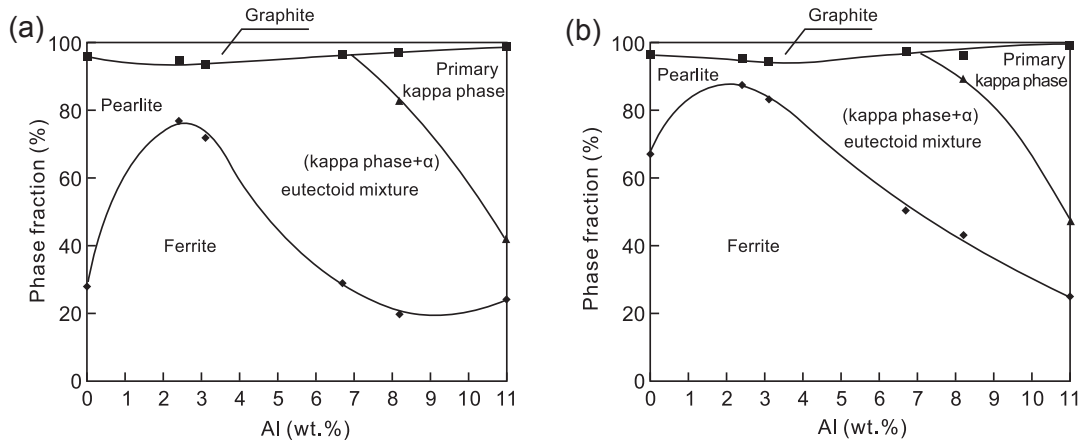 (a)
Graphite
100
80
60
40
20
0
Phase fraction (%)
Pearlite
Primary
kappa phase
(kappa phase+α)
eutectoid mixture
Ferrite
0 1 2 3 4 5 6 7 8 9 10 11
Al (wt.%)
(b)
Graphite
100
80
60
40
20
0
Phase fraction (%)
Pearlite
Primary
kappa phase
(kappa phase+α)
eutectoid mixture
Ferrite
0 1 2 3 4 5 6 7 8 9 10 11
Al (wt.%)